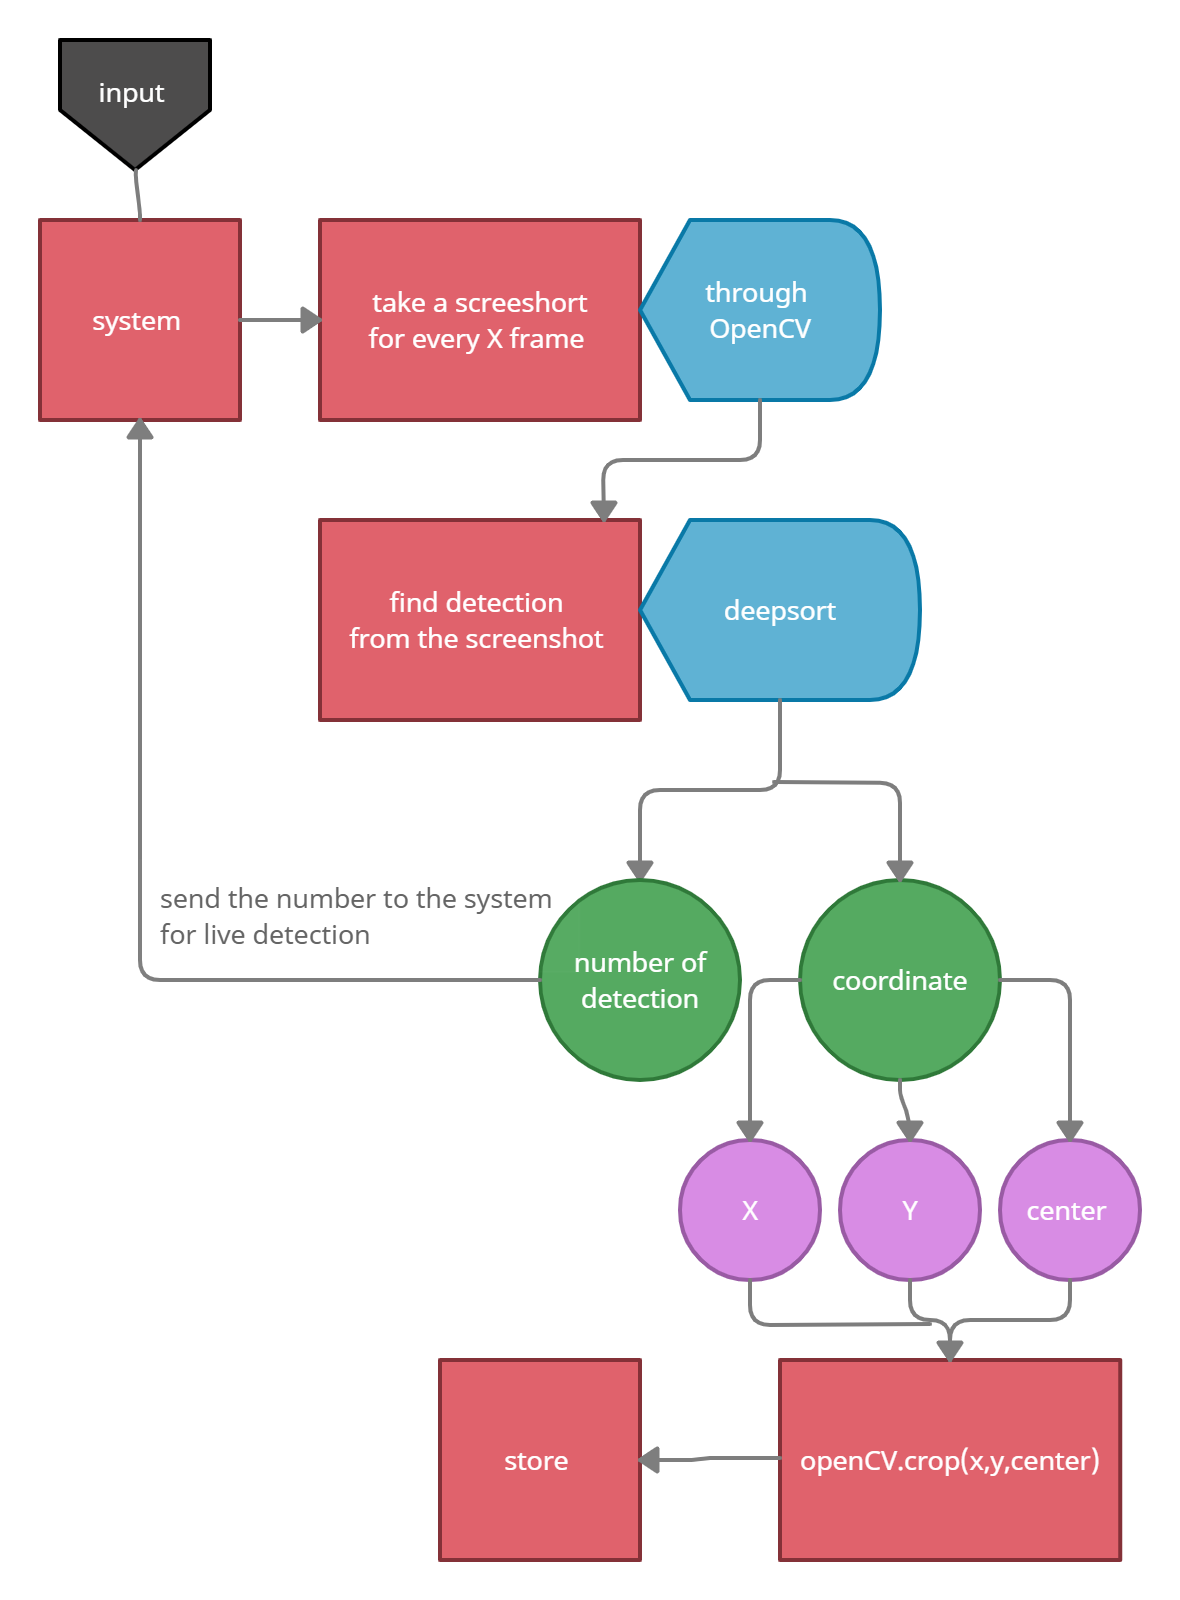 input
system
take a screeshort
for every X frame
through
OpenCV
find detection
from the screenshot
deepsort
send the number to the system
for live detection
number of
detection
coordinate
X
Y
center
store
openCV.crop(x,y,center)